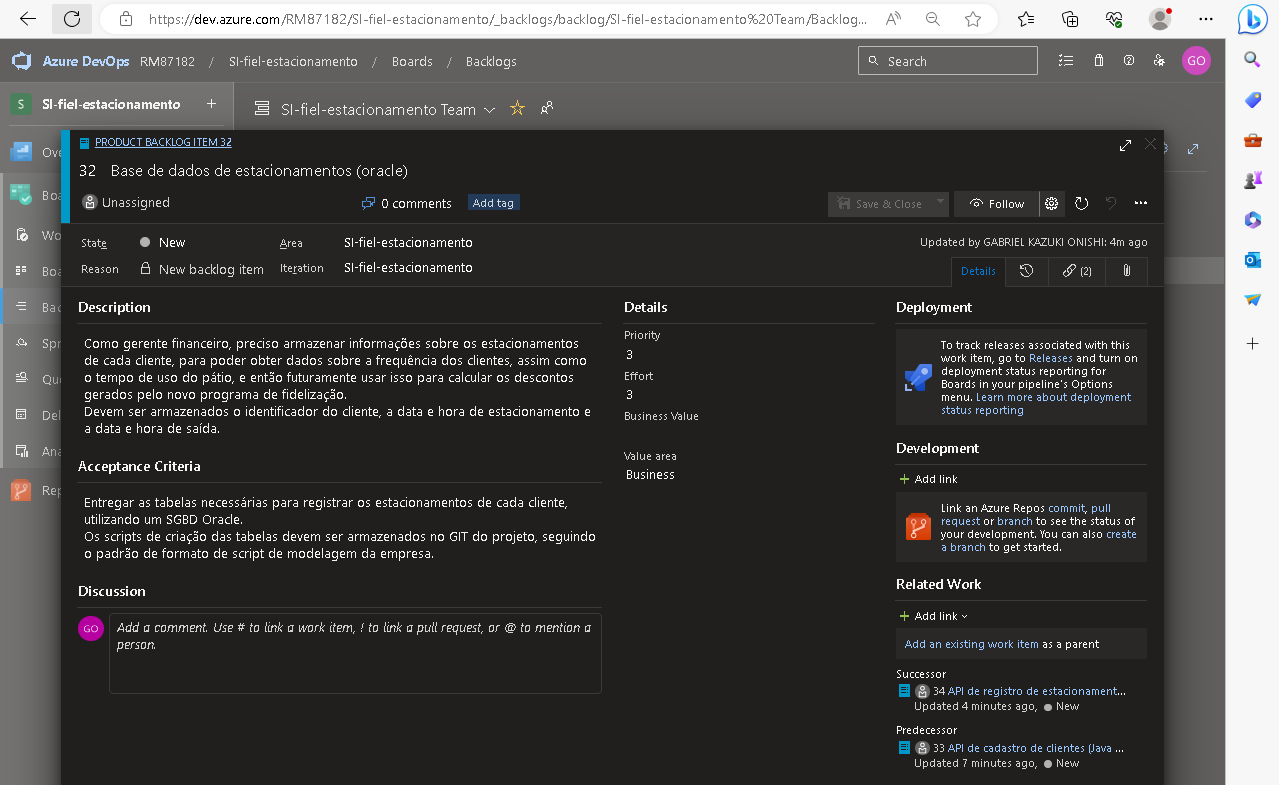 https://dev.azure.com/RM87182/SI-fiel-estacionamento/_backlogs/backlog/SI-fiel-estacionamento%20Team/Backlog...
Azure DevOps RM87182 / SI-fiel-estacionamento / Boards / Backlogs
Search
GO
S SI-fiel-estacionamento +
SI-fiel-estacionamento Team
Ove
Boa
Wo
Boa
Bac
Spr
Que
Del
Ana
Rep
PRODUCT BACKLOG ITEM 32
32 Base de dados de estacionamentos (oracle)
Unassigned
0 comments
Add tag
Save & Close
Follow
State New
Area SI-fiel-estacionamento
Updated by GABRIEL KAZUKI ONISHI: 4m ago
Reason New backlog item
Iteration SI-fiel-estacionamento
Details
(2)
Description
Como gerente financeiro, preciso armazenar informações sobre os estacionamentos
de cada cliente, para poder obter dados sobre a frequência dos clientes, assim como
o tempo de uso do pátio, e então futuramente usar isso para calcular os descontos
gerados pelo novo programa de fidelização.
Devem ser armazenados o identificador do cliente, a data e hora de estacionamento e
a data e hora de saída.
Acceptance Criteria
Entregar as tabelas necessárias para registrar os estacionamentos de cada cliente,
utilizando um SGBD Oracle.
Os scripts de criação das tabelas devem ser armazenados no GIT do projeto, seguindo
o padrão de formato de script de modelagem da empresa.
Discussion
GO
Add a comment. Use # to link a work item, ! to link a pull request, or @ to mention a
person.
Details
Priority
3
Effort
3
Business Value
Value area
Business
Deployment
To track releases associated with this
work item, go to Releases and turn on
deployment status reporting for
Boards in your pipeline's Options
menu. Learn more about deployment
status reporting
Development
+ Add link
Link an Azure Repos commit, pull
request or branch to see the status of
your development. You can also create
a branch to get started.
Related Work
+ Add link
Add an existing work item as a parent
Successor
34 API de registro de estacionament...
Updated 4 minutes ago, New
Predecessor
33 API de cadastro de clientes (Java ...
Updated 7 minutes ago, New